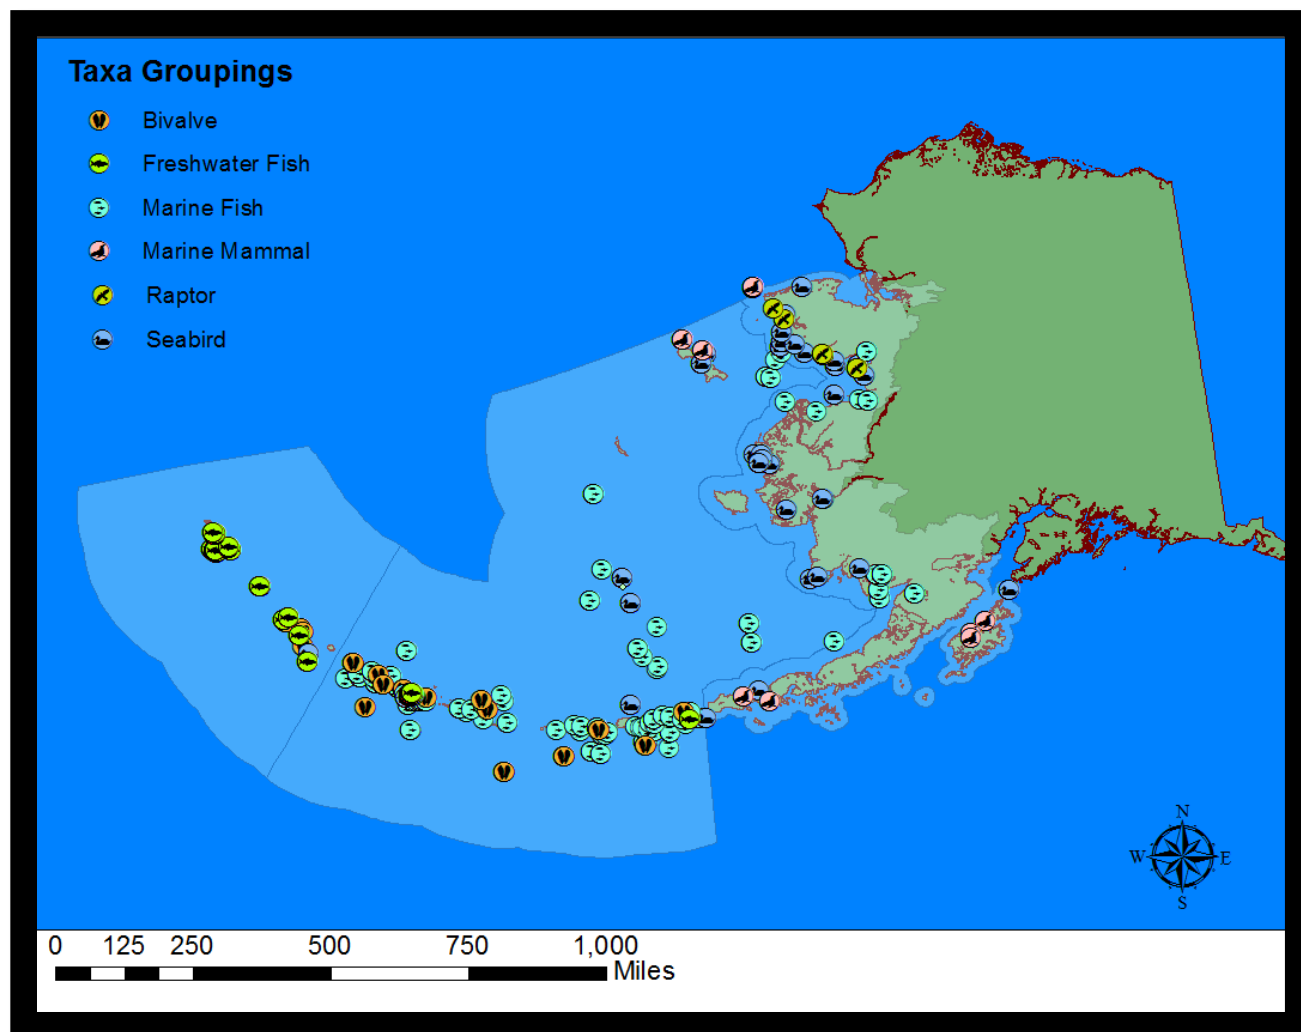 Taxa Groupings
Bivalve
Freshwater Fish
Marine Fish
Marine Mammal
Raptor
Seabird
N
W E
S
0 125 250 500 750 1,000
Miles